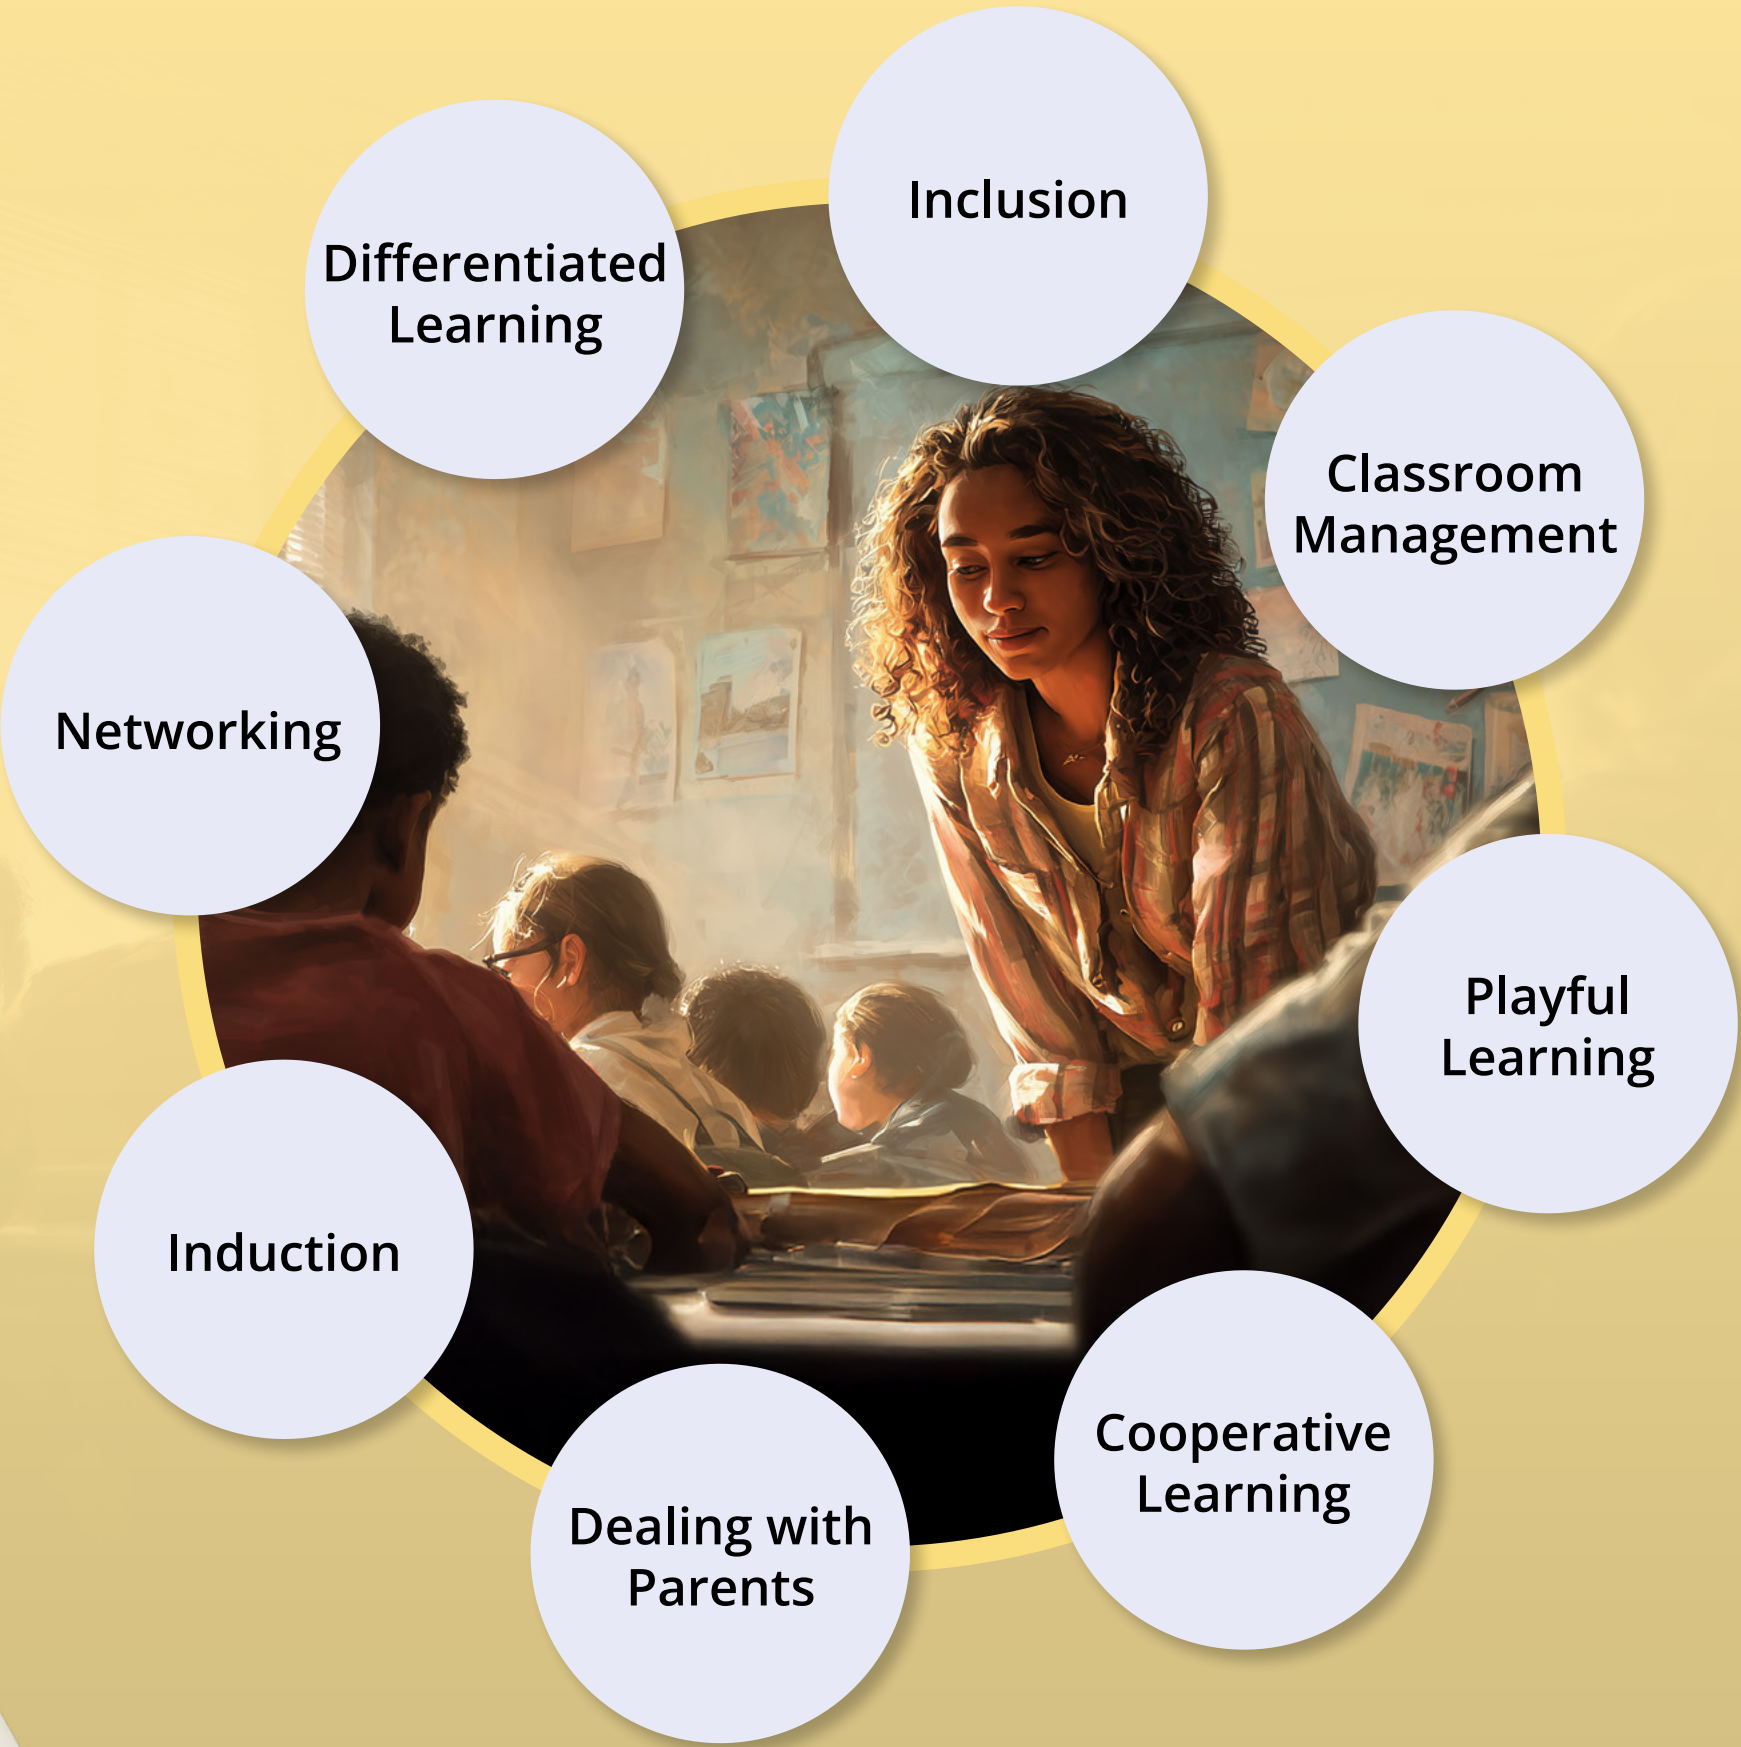 Inclusion
Differentiated
Learning
Classroom
Management
Networking
Playful
Learning
Induction
Cooperative
Learning
Dealing with
Parents